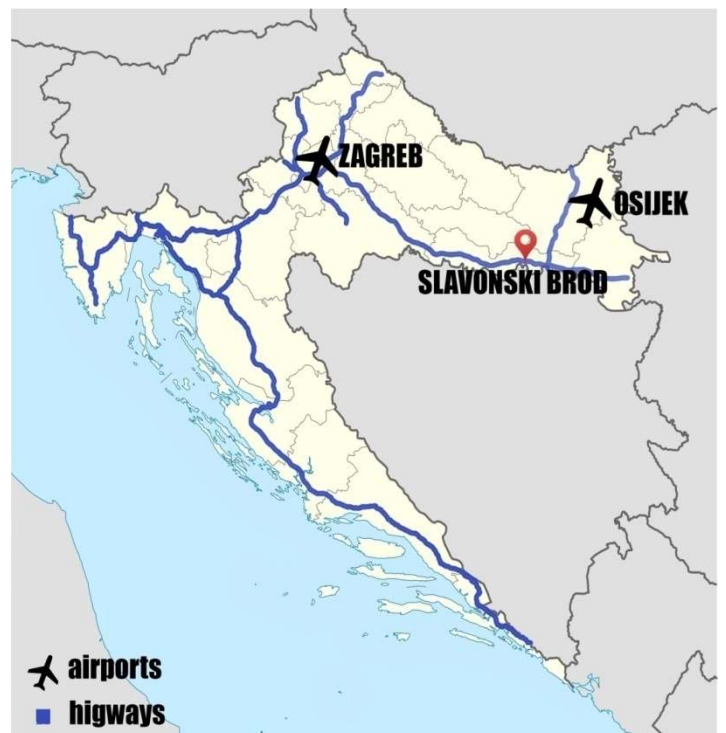 ZAGREB
OSIJEK
SLAVONSKI BROD
airports
higways